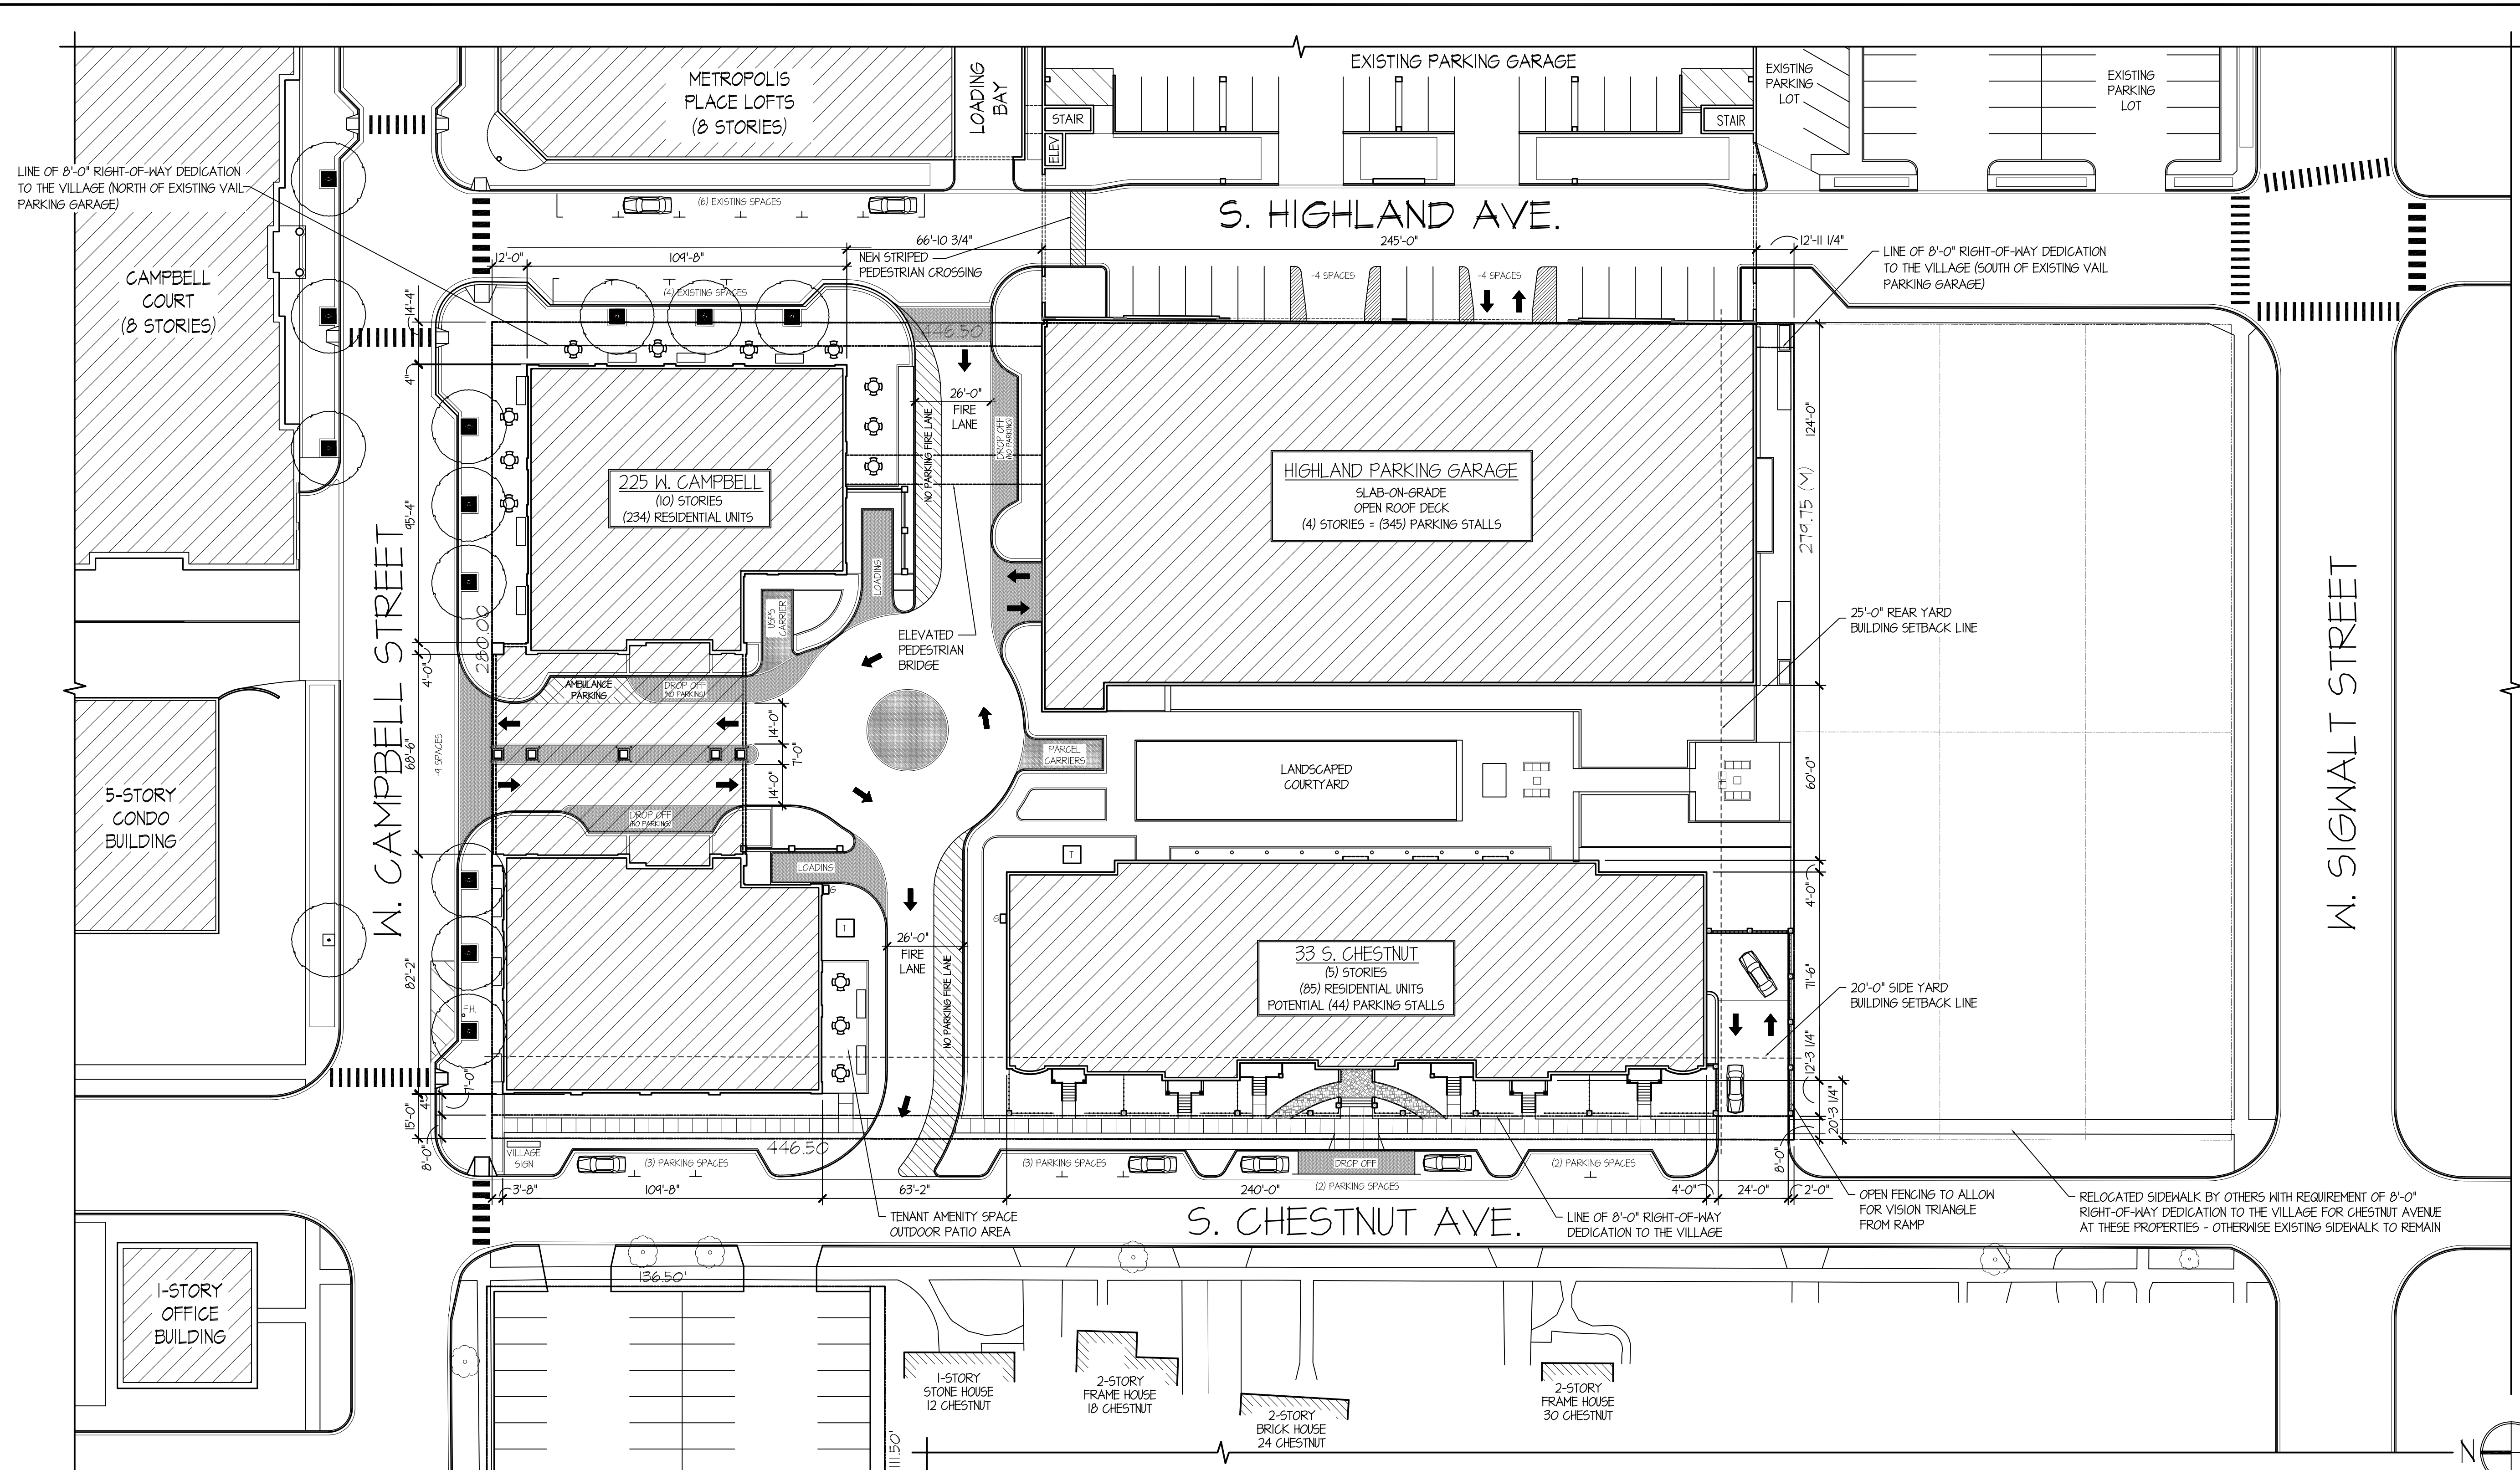 METROPOLIS
PLACE LOFTS
(8 STORIES)
LOADING
BAY
EXISTING PARKING GARAGE
STAIR
ELEV
STAIR
EXISTING
PARKING
LOT
EXISTING
PARKING
LOT
LINE OF 8'-0" RIGHT-OF-WAY DEDICATION
TO THE VILLAGE (NORTH OF EXISTING VAIL
PARKING GARAGE)
(6) EXISTING SPACES
S. HIGHLAND AVE.
66'-10 3/4"
245'-0"
12'-11 1/4"
12'-0"
109'-8"
NEW STRIPED
PEDESTRIAN CROSSING
LINE OF 8'-0" RIGHT-OF-WAY DEDICATION
TO THE VILLAGE (SOUTH OF EXISTING VAIL
PARKING GARAGE)
CAMPBELL
COURT
(8 STORIES)
(4) EXISTING SPACES
-4 SPACES
-4 SPACES
14'-4"
446.50
4"
26'-0"
FIRE
LANE
NO PARKING FIRE LANE
DROP OFF
(NO PARKING)
124'-0"
279.75 (M)
225 W. CAMPBELL
(10) STORIES
(234) RESIDENTIAL UNITS
HIGHLAND PARKING GARAGE
SLAB-ON-GRADE
OPEN ROOF DECK
(4) STORIES = (345) PARKING STALLS
95'-4"
W. CAMPBELL STREET
LOADING
USPS
CARRIER
280.00
4'-0"
ELEVATED
PEDESTRIAN
BRIDGE
25'-0" REAR YARD
BUILDING SETBACK LINE
W. SIGWALT STREET
AMBULANCE
PARKING
DROP OFF
(NO PARKING)
14'-0"
7'-0"
14'-0"
68'-6"
-9 SPACES
PARCEL
CARRIERS
LANDSCAPED
COURTYARD
60'-0"
5-STORY
CONDO
BUILDING
DROP OFF
(NO PARKING)
T
LOADING
G
4'-0"
T
G
26'-0"
FIRE
LANE
NO PARKING FIRE LANE
33 S. CHESTNUT
(5) STORIES
(85) RESIDENTIAL UNITS
POTENTIAL (44) PARKING STALLS
82'-2"
71'-6"
20'-0" SIDE YARD
BUILDING SETBACK LINE
F.H.
12'-3 1/4"
7'-0"
4"
15'-0"
8'-0"
20'-3 1/4"
8'-0"
VILLAGE
SIGN
446.50
(3) PARKING SPACES
(3) PARKING SPACES
DROP OFF
(2) PARKING SPACES
(2) PARKING SPACES
3'-8"
109'-8"
63'-2"
240'-0"
4'-0"
24'-0"
2'-0"
TENANT AMENITY SPACE
OUTDOOR PATIO AREA
S. CHESTNUT AVE.
LINE OF 8'-0" RIGHT-OF-WAY
DEDICATION TO THE VILLAGE
OPEN FENCING TO ALLOW
FOR VISION TRIANGLE
FROM RAMP
RELOCATED SIDEWALK BY OTHERS WITH REQUIREMENT OF 8'-0"
RIGHT-OF-WAY DEDICATION TO THE VILLAGE FOR CHESTNUT AVENUE
AT THESE PROPERTIES - OTHERWISE EXISTING SIDEWALK TO REMAIN
136.50'
1-STORY
OFFICE
BUILDING
1-STORY
STONE HOUSE
12 CHESTNUT
2-STORY
FRAME HOUSE
18 CHESTNUT
2-STORY
BRICK HOUSE
24 CHESTNUT
2-STORY
FRAME HOUSE
30 CHESTNUT
111.50'
N